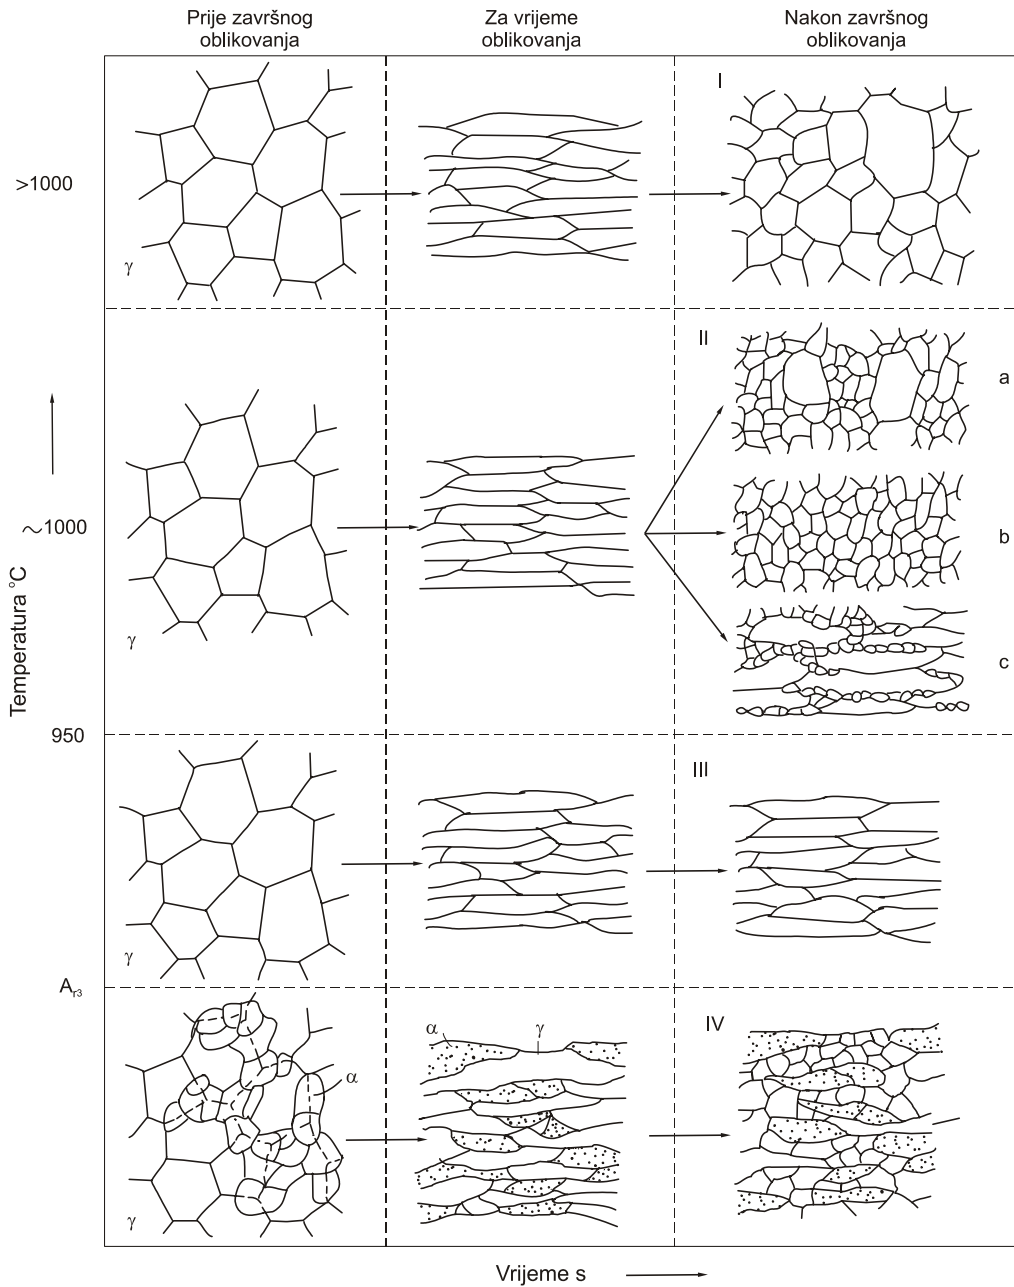 Prije završnog
oblikovanja
Za vrijeme
oblikovanja
Nakon završnog
oblikovanja
I
>1000
γ
II
a
~1000
b
c
γ
Temperatura °C
950
III
γ
Ar3
IV
α
γ
α
γ
Vrijeme s